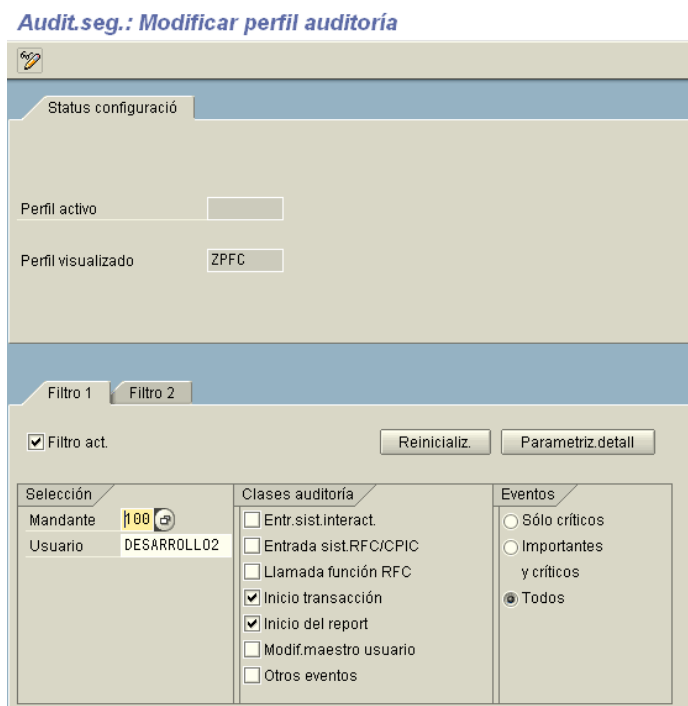 Audit.seg.: Modificar perfil auditoría
Status configuració
Perfil activo
Perfil visualizado ZPFC
Filtro 1 Filtro 2
Filtro act. Reinicializ. Parametriz.detall
Selección Clases auditoría Eventos
Mandante 100 Entr.sist.interact. Sólo críticos
Usuario DESARROLLO2 Entrada sist.RFC/CPIC Importantes
Llamada función RFC y críticos
Inicio transacción Todos
Inicio del report
Modif.maestro usuario
Otros eventos